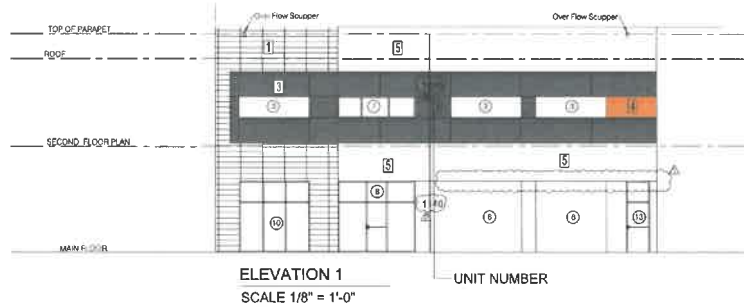 Over Flow Scupper
TOP OF PARAPET
ROOF
1
5
3
4
SECOND FLOOR PLAN
5
5
8
10
6
6
13
MAIN FLOOR
ELEVATION 1
SCALE 1/8" = 1'-0"
UNIT NUMBER